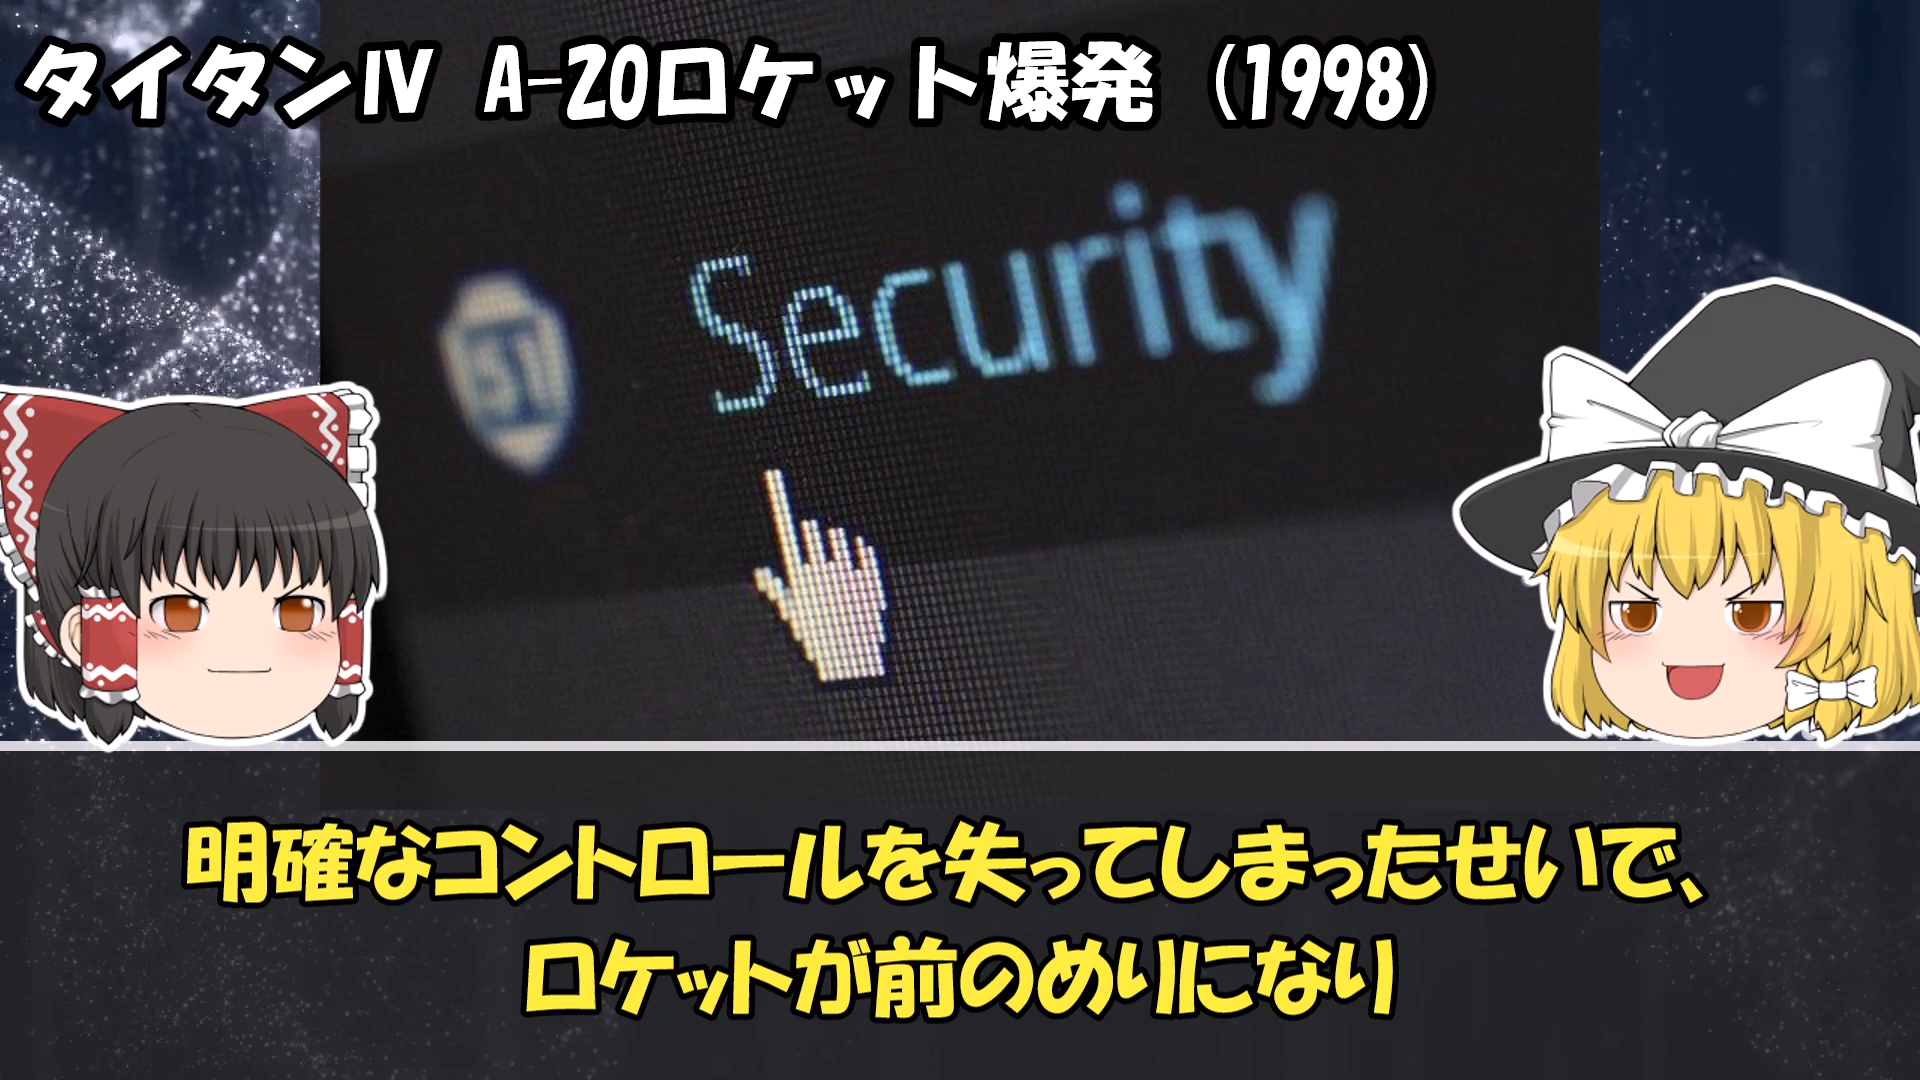 タイタンⅣ A-20ロケット爆発（1998）
Security
明確なコントロールを失ってしまったせいで、
ロケットが前のめりになり